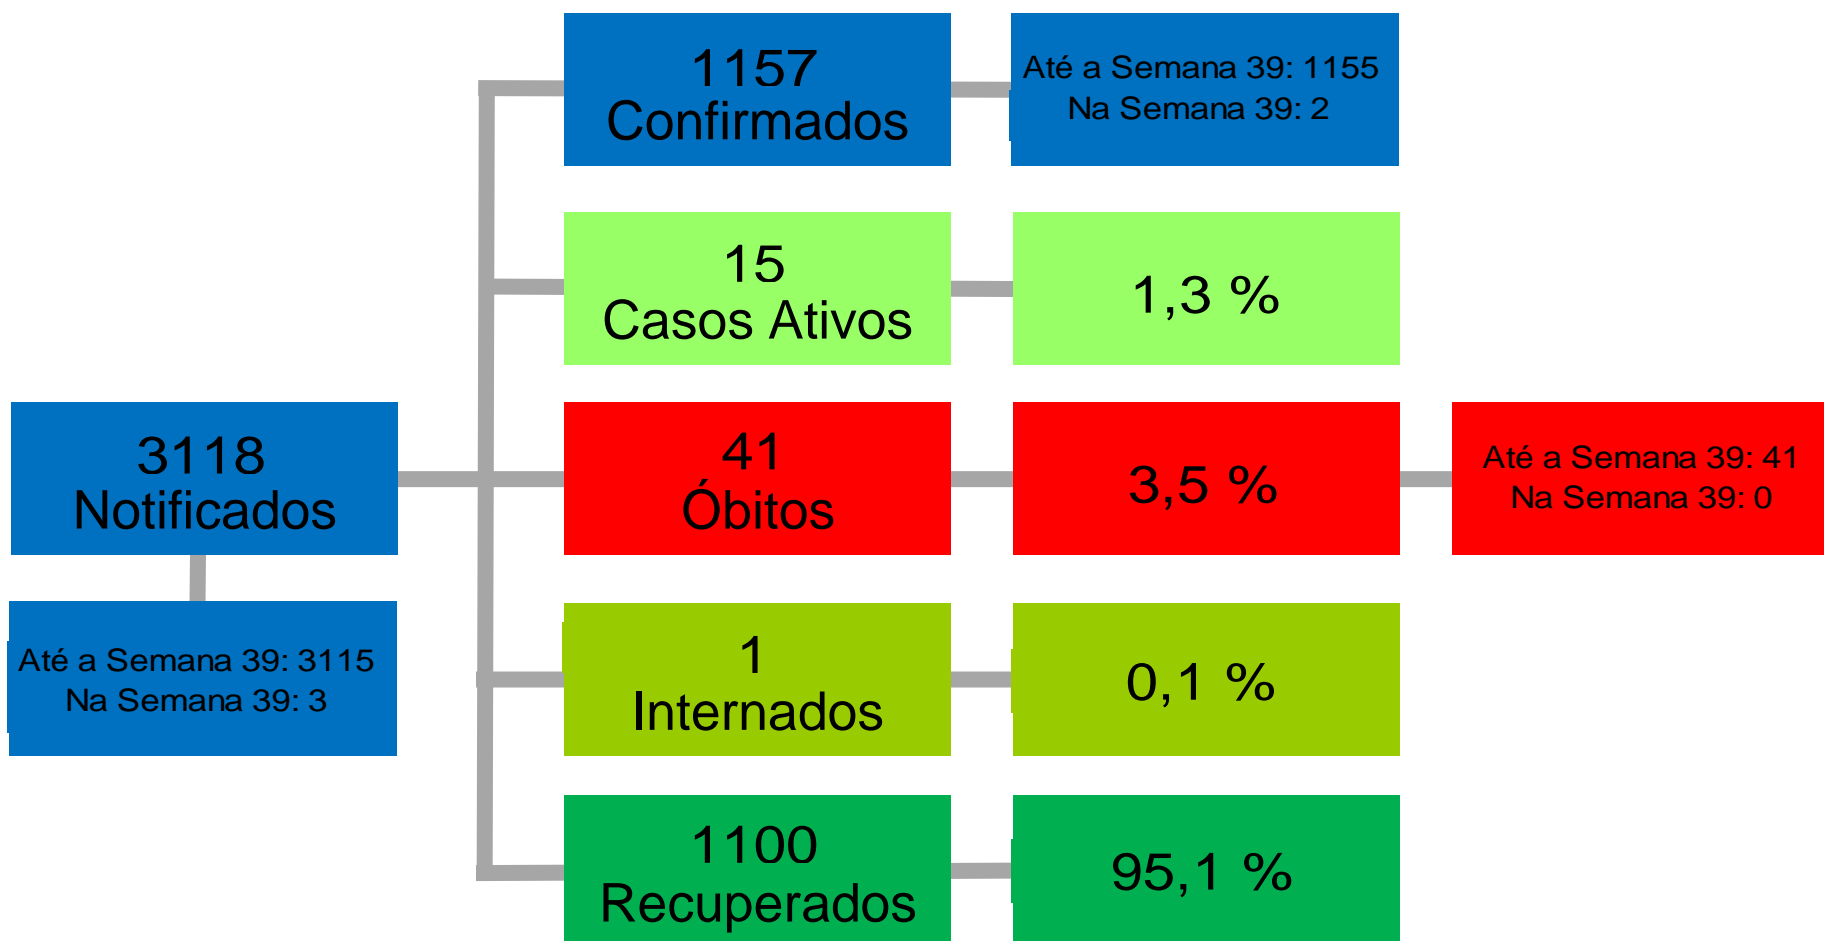 1157
Confirmados
Até a Semana 39: 1155
Na Semana 39: 2
15
Casos Ativos
1,3 %
3118
Notificados
41
Óbitos
3,5 %
Até a Semana 39: 41
Na Semana 39: 0
Até a Semana 39: 3115
Na Semana 39: 3
1
Internados
0,1 %
1100
Recuperados
95,1 %